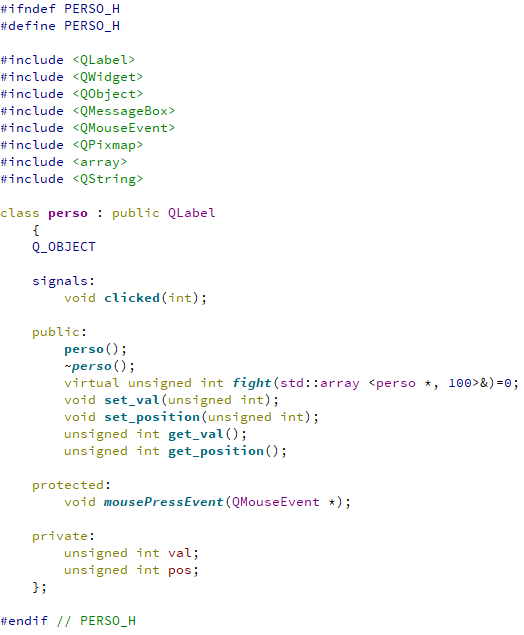 #ifndef PERSO_H
#define PERSO_H

#include <QLabel>
#include <QWidget>
#include <QObject>
#include <QMessageBox>
#include <QMouseEvent>
#include <QPixmap>
#include <array>
#include <QString>

class perso : public QLabel
    {
    Q_OBJECT

    signals:
        void clicked(int);

    public:
        perso();
        ~perso();
        virtual unsigned int fight(std::array <perso *, 100>&)=0;
        void set_val(unsigned int);
        void set_position(unsigned int);
        unsigned int get_val();
        unsigned int get_position();

    protected:
        void mousePressEvent(QMouseEvent *);

    private:
        unsigned int val;
        unsigned int pos;
    };

#endif // PERSO_H